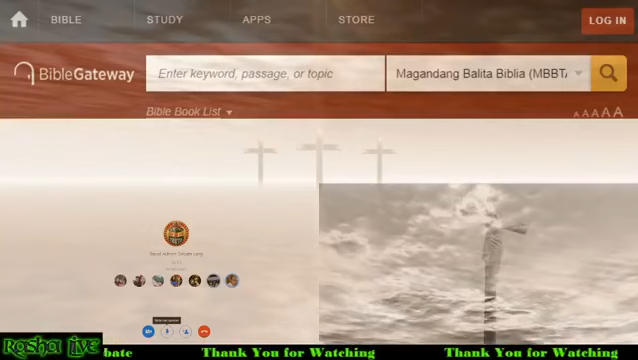 BIBLE STUDY APPS STORE LOG IN
BibleGateway Enter keyword, passage, or topic Magandang Balita Biblia (MBBT
Bible Book List A A A A A
Rosha Live bate Thank You for Watching Thank You for Watching